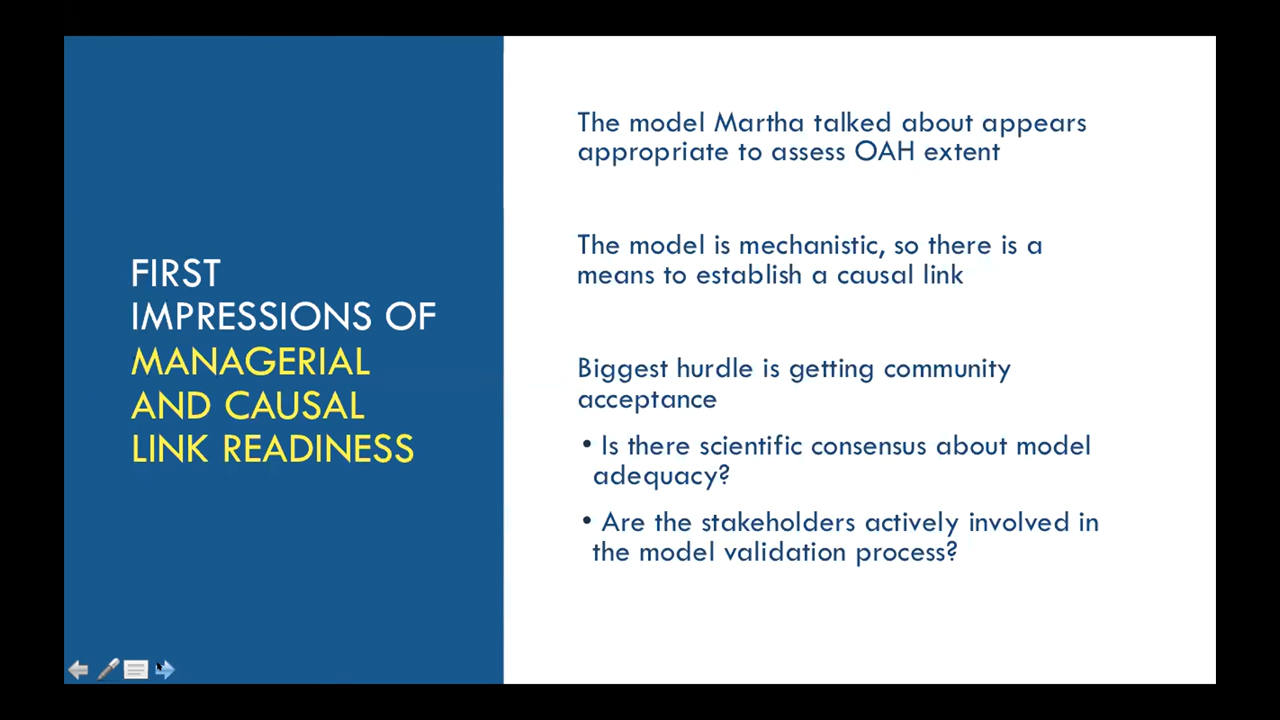 FIRST
IMPRESSIONS OF
MANAGERIAL
AND CAUSAL
LINK READINESS
The model Martha talked about appears
appropriate to assess OAH extent
The model is mechanistic, so there is a
means to establish a causal link
Biggest hurdle is getting community
acceptance
• Is there scientific consensus about model
adequacy?
• Are the stakeholders actively involved in
the model validation process?